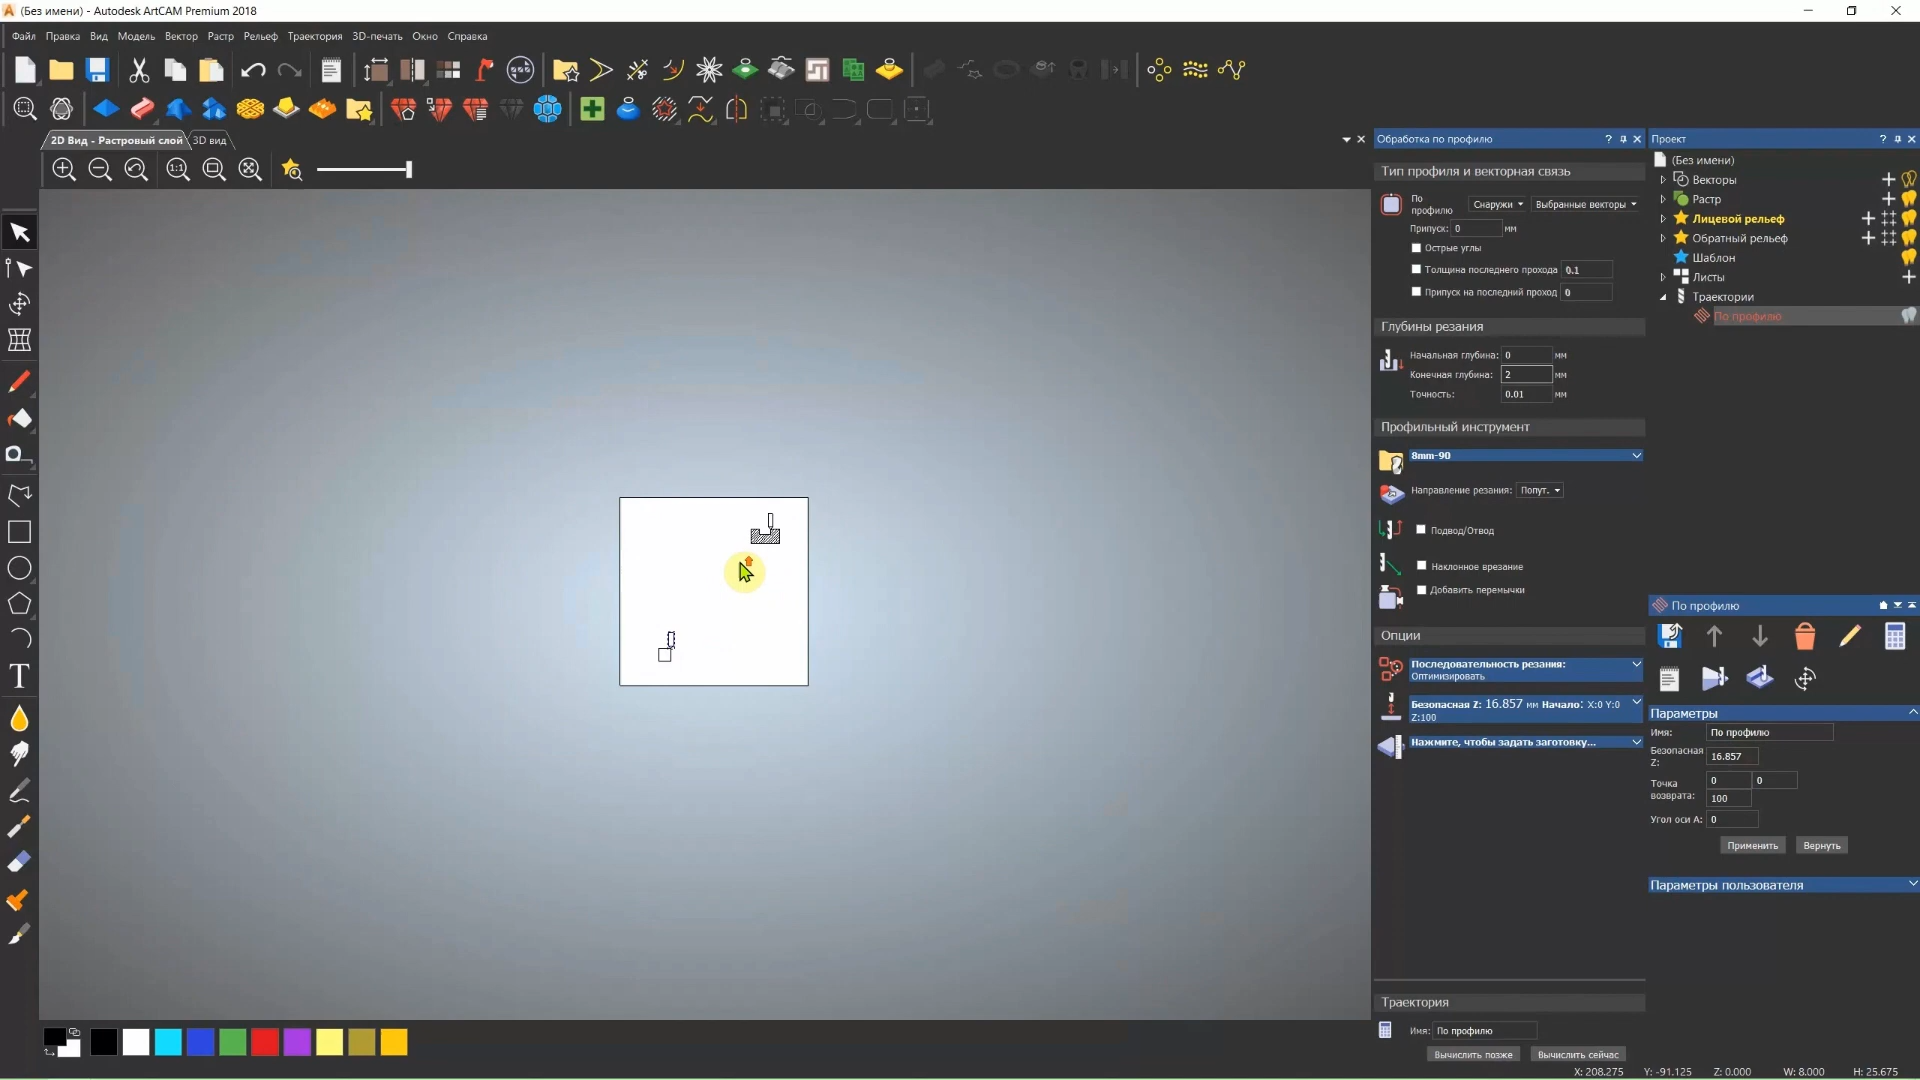 (Без имени) - Autodesk ArtCAM Premium 2018
Файл Правка Вид Модель Вектор Растр Рельеф Траектория 3D-печать Окно Справка
2D Вид - Растровый слой 3D вид
1:1
Обработка по профилю
Тип профиля и векторная связь
По профилю Снаружи Выбранные векторы
Припуск: 0 мм
Острые углы
Толщина последнего прохода 0.1
Припуск на последний проход 0
Глубины резания
Начальная глубина: 0 мм
Конечная глубина: 2 мм
Точность: 0.01 мм
Профильный инструмент
8mm-90
Направление резания: Попут.
Подвод/Отвод
Наклонное врезание
Добавить перемычки
Опции
Последовательность резания:
Оптимизировать
Безопасная Z: 16.857 мм Начало: X:0 Y:0
Z:100
Нажмите, чтобы задать заготовку...
Траектория
Имя: По профилю
Вычислить позже Вычислить сейчас
Проект
(Без имени)
Векторы
Растр
Лицевой рельеф
Обратный рельеф
Шаблон
Листы
Траектории
По профилю
По профилю
Параметры
Имя: По профилю
Безопасная Z: 16.857
Точка возврата: 0 0
100
Угол оси A: 0
Применить Вернуть
Параметры пользователя
T
X: 208.275 Y: -91.125 Z: 0.000 W: 8.000 H: 25.675